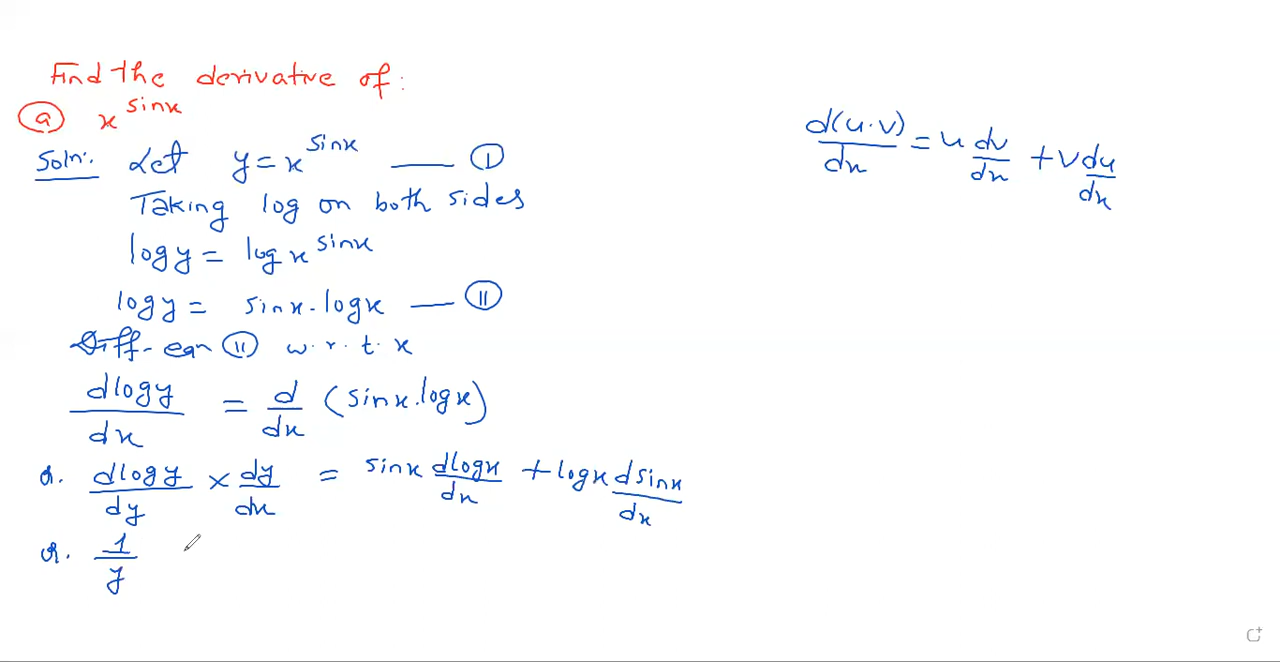 Find the derivative of:
(a) x^sinx
Soln:. Let y = x^sinx —— (I)
Taking log on both sides
logy = log x^sinx
logy = sinx . logx —— (II)
Diff- eqn (II) w.r.t. x
dlogy/dx = d/dx (sinx.logx)
or. dlogy/dy × dy/dx = sinx dlogx/dx + logx dsinx/dx
or. 1/y
d(u.v)/dx = u dv/dx + v du/dx